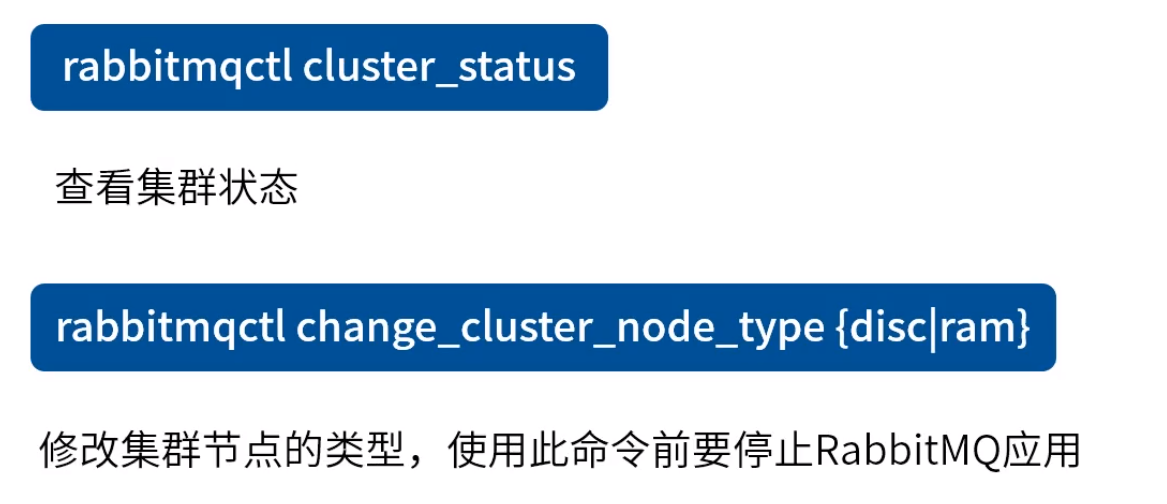 rabbitmqctl cluster_status
查看集群状态
rabbitmqctl change_cluster_node_type {disc|ram}
修改集群节点的类型，使用此命令前要停止RabbitMQ应用